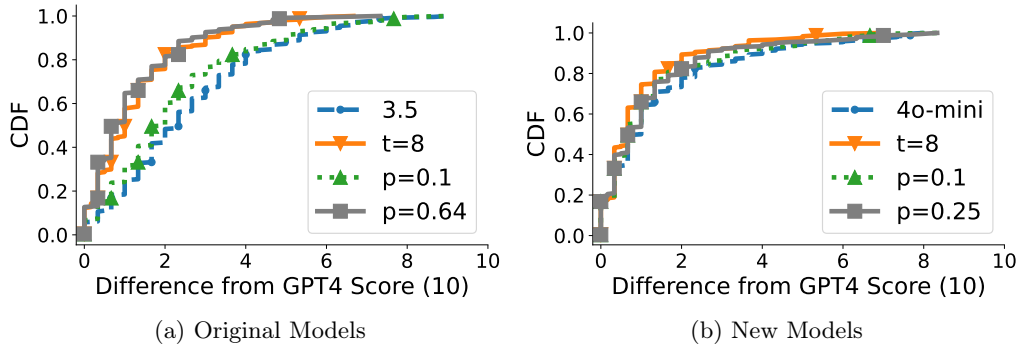 1.0
0.8
0.6
0.4
0.2
0.0
CDF
3.5
t=8
p=0.1
p=0.64
0 2 4 6 8 10
Difference from GPT4 Score (10)
(a) Original Models
1.0
0.8
0.6
0.4
0.2
0.0
CDF
4o-mini
t=8
p=0.1
p=0.25
0 2 4 6 8 10
Difference from GPT4 Score (10)
(b) New Models